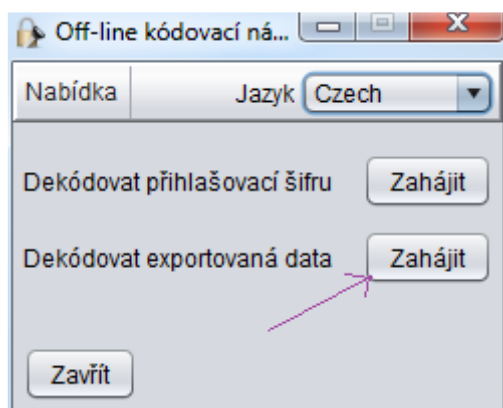 Off-line kódovací ná...
Nabídka Jazyk Czech
Dekódovat přihlašovací šifru Zahájit
Dekódovat exportovaná data Zahájit
Zavřít